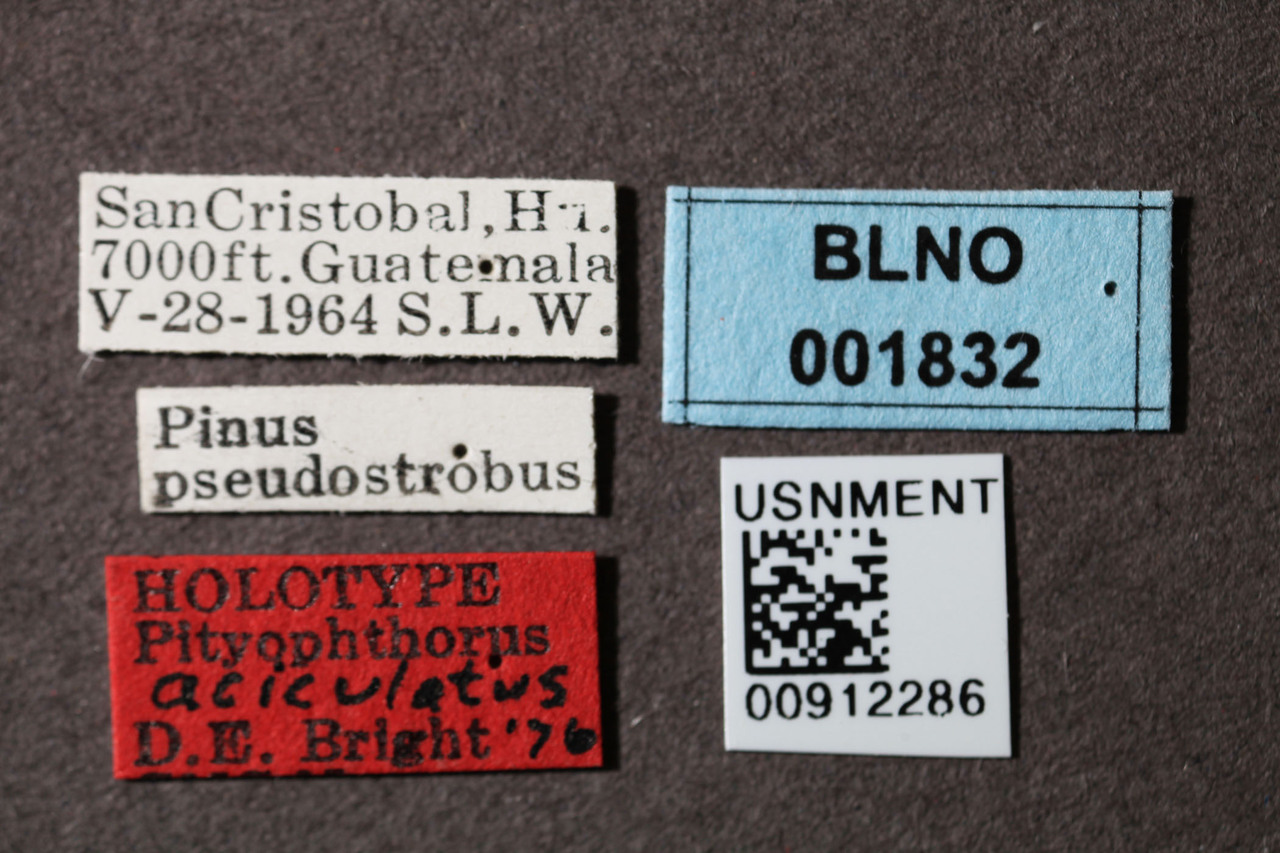 SanCristobal,
7000ft.Guatemala
V-28-1964 S.L.W.
Pinus
pseudostrobus
HOLOTYPE
Pityophthorus
aciculatus
D.E. Bright '76
BLNO
001832
USNMENT
00912286